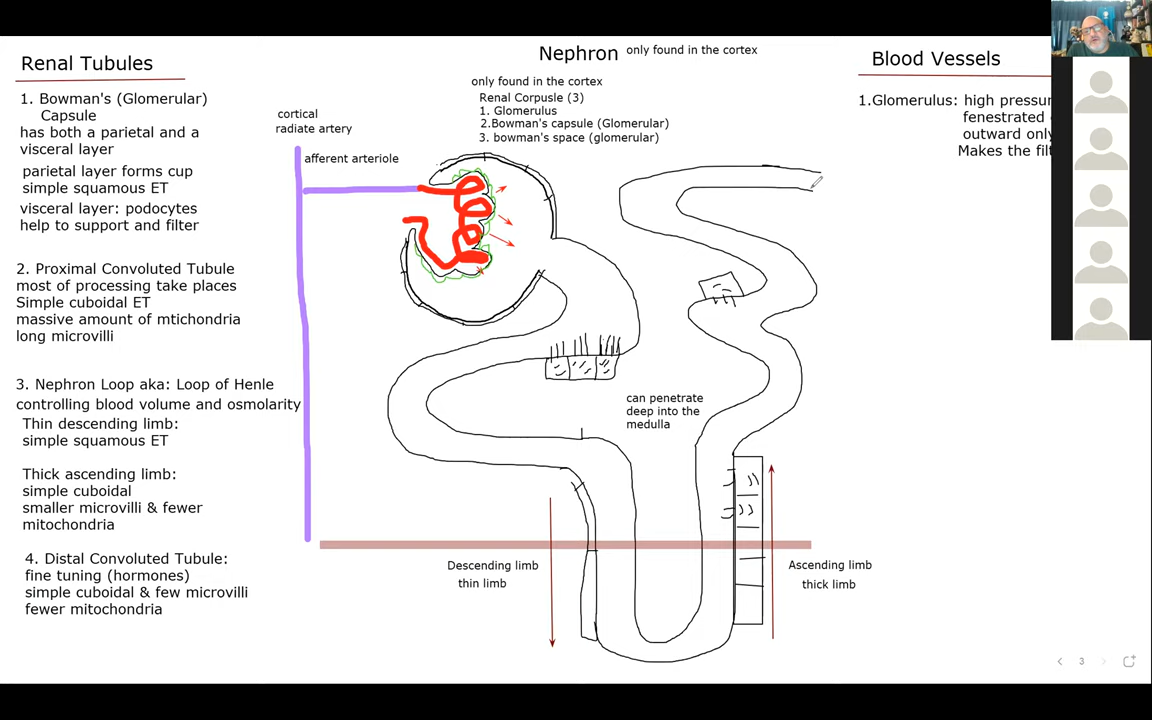 Renal Tubules
1. Bowman's (Glomerular)
Capsule
has both a parietal and a
visceral layer
parietal layer forms cup
simple squamous ET
visceral layer: podocytes
help to support and filter
2. Proximal Convoluted Tubule
most of processing take places
Simple cuboidal ET
massive amount of mtichondria
long microvilli
3. Nephron Loop aka: Loop of Henle
controlling blood volume and osmolarity
Thin descending limb:
simple squamous ET
Thick ascending limb:
simple cuboidal
smaller microvilli & fewer
mitochondria
4. Distal Convoluted Tubule:
fine tuning (hormones)
simple cuboidal & few microvilli
fewer mitochondria
cortical
radiate artery
afferent arteriole
Nephron only found in the cortex
only found in the cortex
Renal Corpusle (3)
1. Glomerulus
2.Bowman's capsule (Glomerular)
3. bowman's space (glomerular)
can penetrate
deep into the
medulla
Descending limb
thin limb
Ascending limb
thick limb
Blood Vessels
1.Glomerulus: high pressur
fenestrated
outward only
Makes the filt
3